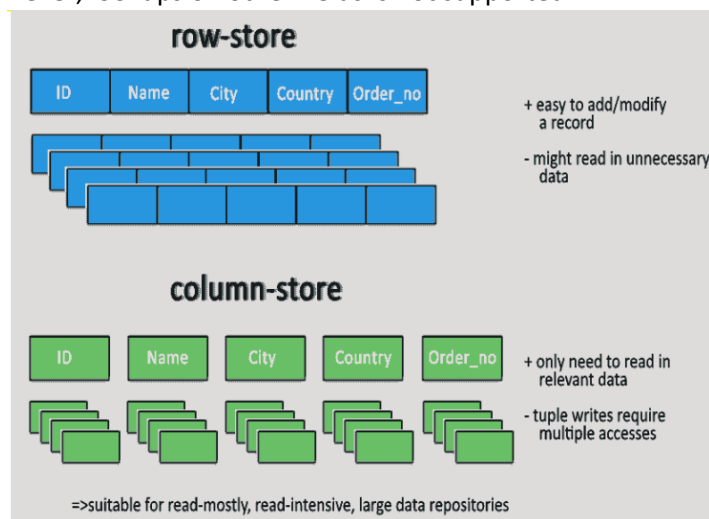 row-store
ID Name City Country Order_no
+ easy to add/modify
a record
- might read in unnecessary
data
column-store
ID Name City Country Order_no
+ only need to read in
relevant data
- tuple writes require
multiple accesses
=>suitable for read-mostly, read-intensive, large data repositories